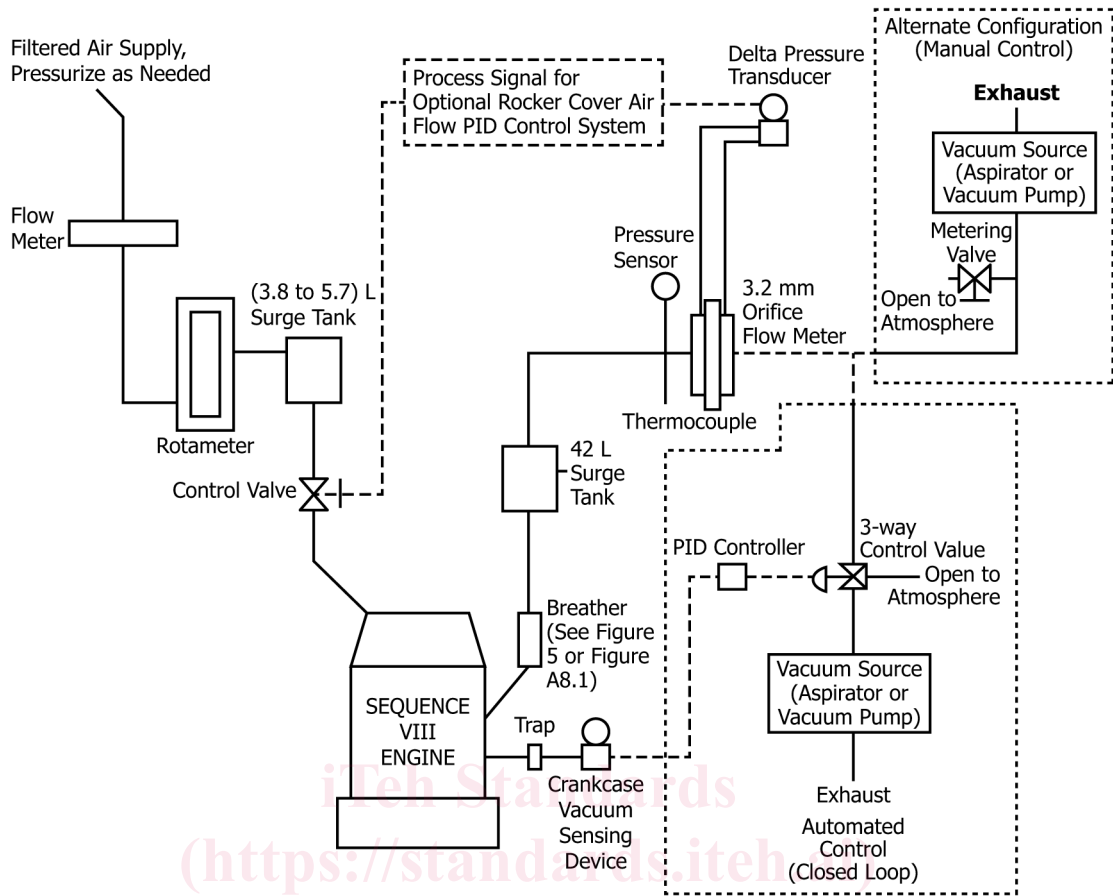 Filtered Air Supply,
Pressurize as Needed
Process Signal for
Optional Rocker Cover Air
Flow PID Control System
Delta Pressure
Transducer
Alternate Configuration
(Manual Control)
Exhaust
Vacuum Source
(Aspirator or
Vacuum Pump)
Metering
Valve
Open to
Atmosphere
Flow
Meter
(3.8 to 5.7) L
Surge Tank
Rotameter
Control Valve
Pressure
Sensor
3.2 mm
Orifice
Flow Meter
Thermocouple
42 L
Surge
Tank
PID Controller
3-way
Control Value
Open to
Atmosphere
Breather
(See Figure
5 or Figure
A8.1)
SEQUENCE
VIII
ENGINE
Trap
Crankcase
Vacuum
Sensing
Device
Vacuum Source
(Aspirator or
Vacuum Pump)
Exhaust
Automated
Control
(Closed Loop)
iTeh Standards
(https://standards.iteh.ai)